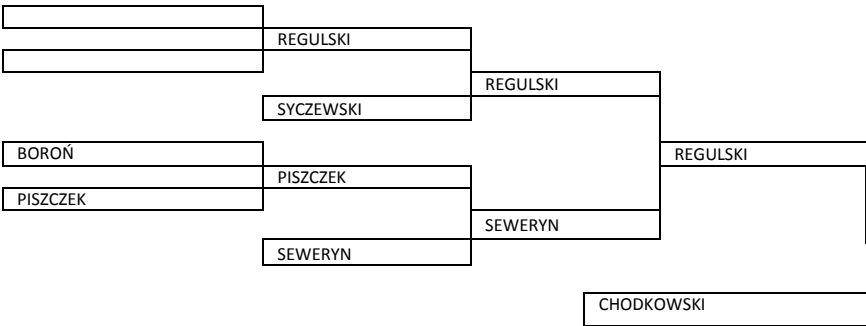 REGULSKI
REGULSKI
SYCZEWSKI
BOROŃ
REGULSKI
PISZCZEK
PISZCZEK
SEWERYN
SEWERYN
CHODKOWSKI